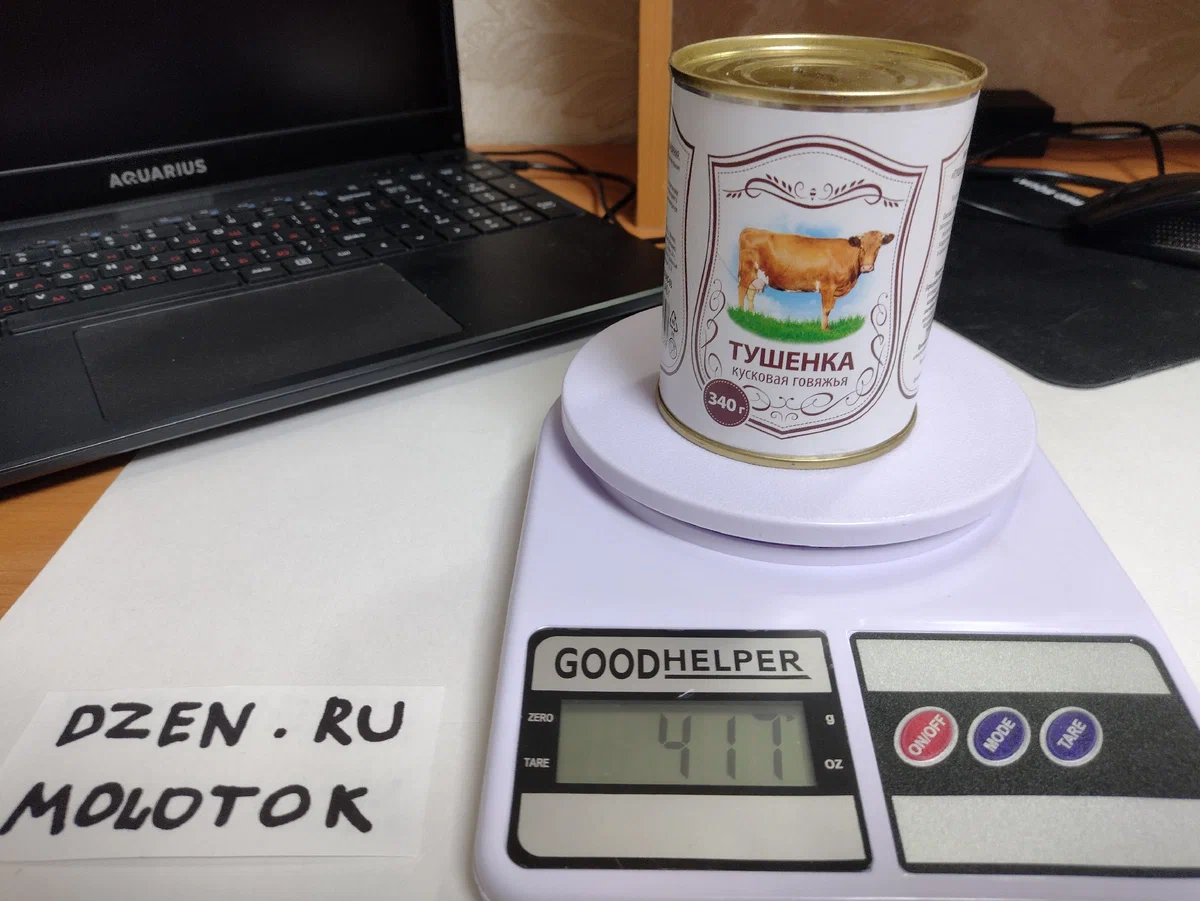 AQUARIUS
ТУШЕНКА
кусковая говяжья
340 г
GOODHELPER
ZERO
g
417
TARE
OZ
ON/OFF
MODE
TARE
DZEN.RU
MOLOTOK